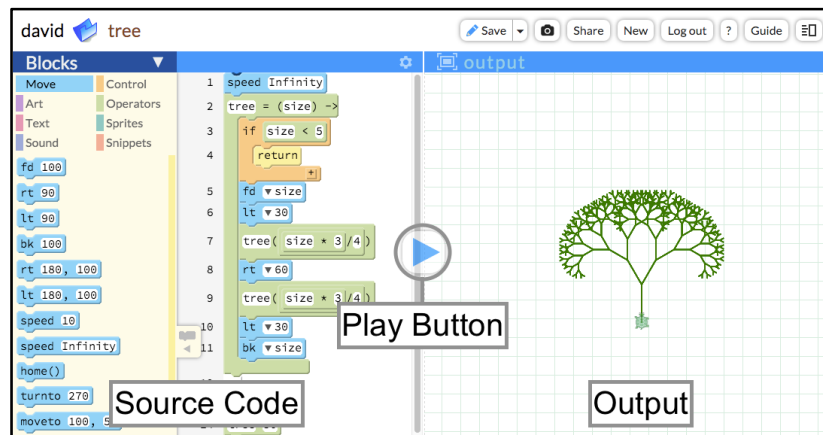 david tree Save Share New Log out ? Guide
Blocks ▼ output
Move Control
Art Operators
Text Sprites
Sound Snippets
fd 100
rt 90
lt 90
bk 100
rt 180, 100
lt 180, 100
speed 10
speed Infinity
home()
turnto 270
moveto 100, 5
1 speed Infinity
2 tree = (size) ->
3 if size < 5
4 return
+
5 fd ▼ size
6 lt ▼ 30
7 tree( size * 3 /4 )
8 rt ▼ 60
9 tree( size * 3 /4 )
10 lt ▼ 30
11 bk ▼ size
Play Button
Source Code
Output